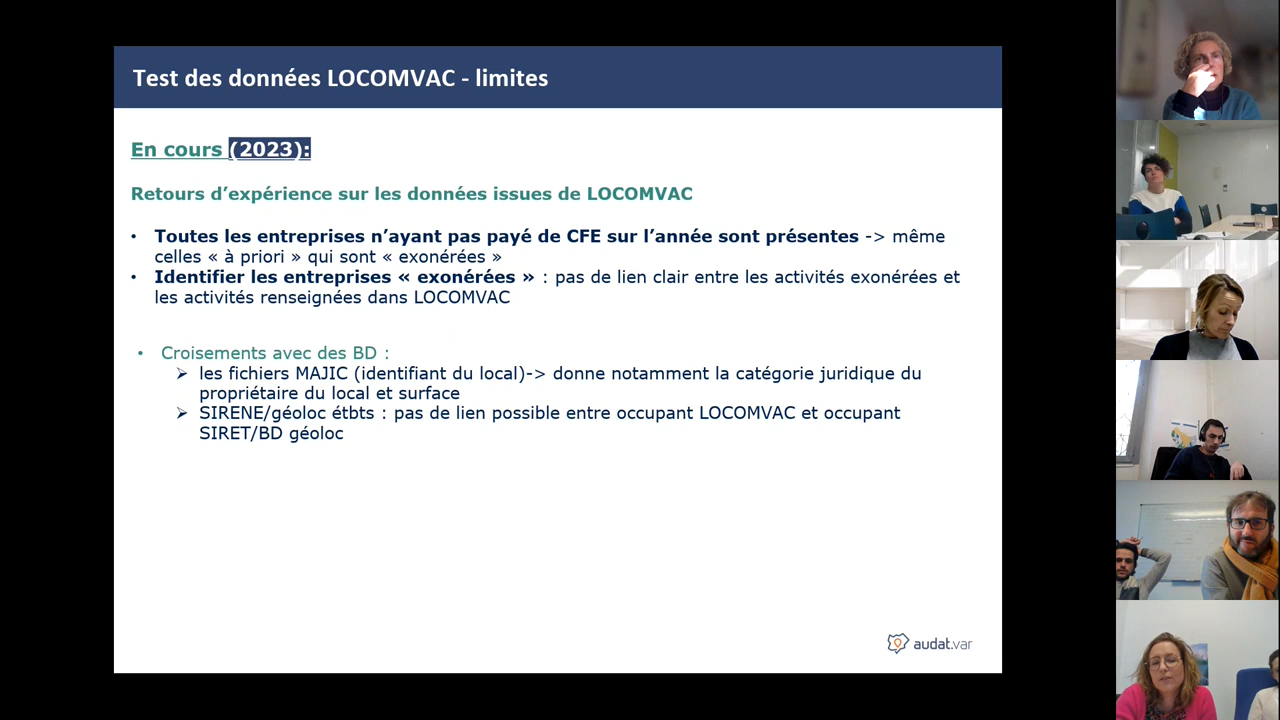 Test des données LOCOMVAC - limites
En cours (2023):
Retours d’expérience sur les données issues de LOCOMVAC
• Toutes les entreprises n’ayant pas payé de CFE sur l’année sont présentes -> même
celles « à priori » qui sont « exonérées »
• Identifier les entreprises « exonérées » : pas de lien clair entre les activités exonérées et
les activités renseignées dans LOCOMVAC
• Croisements avec des BD :
➢ les fichiers MAJIC (identifiant du local)-> donne notamment la catégorie juridique du
propriétaire du local et surface
➢ SIRENE/géoloc étbts : pas de lien possible entre occupant LOCOMVAC et occupant
SIRET/BD géoloc
audat.var